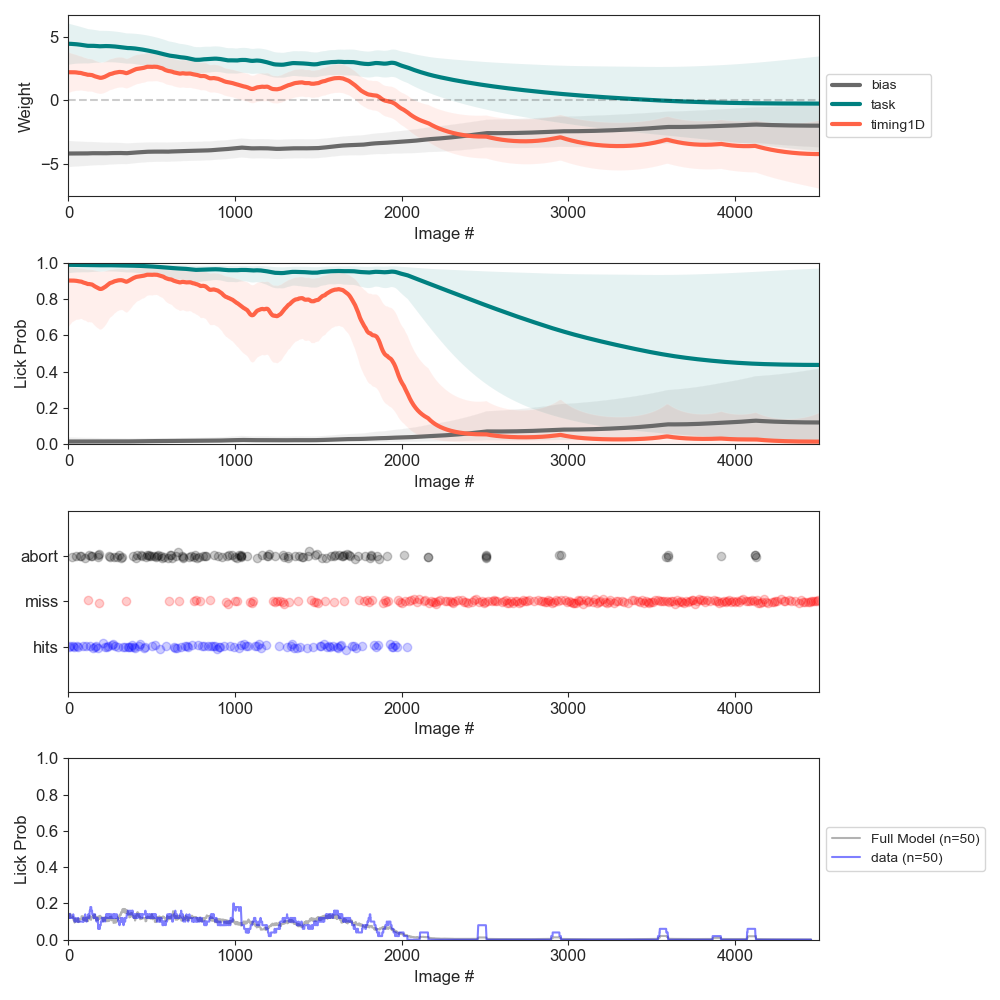 Weight
5
0
−5
0 1000 2000 3000 4000
Image #
bias
task
timing1D
Lick Prob
1.0
0.8
0.6
0.4
0.2
0.0
0 1000 2000 3000 4000
Image #
abort
miss
hits
0 1000 2000 3000 4000
Image #
Lick Prob
1.0
0.8
0.6
0.4
0.2
0.0
0 1000 2000 3000 4000
Image #
Full Model (n=50)
data (n=50)